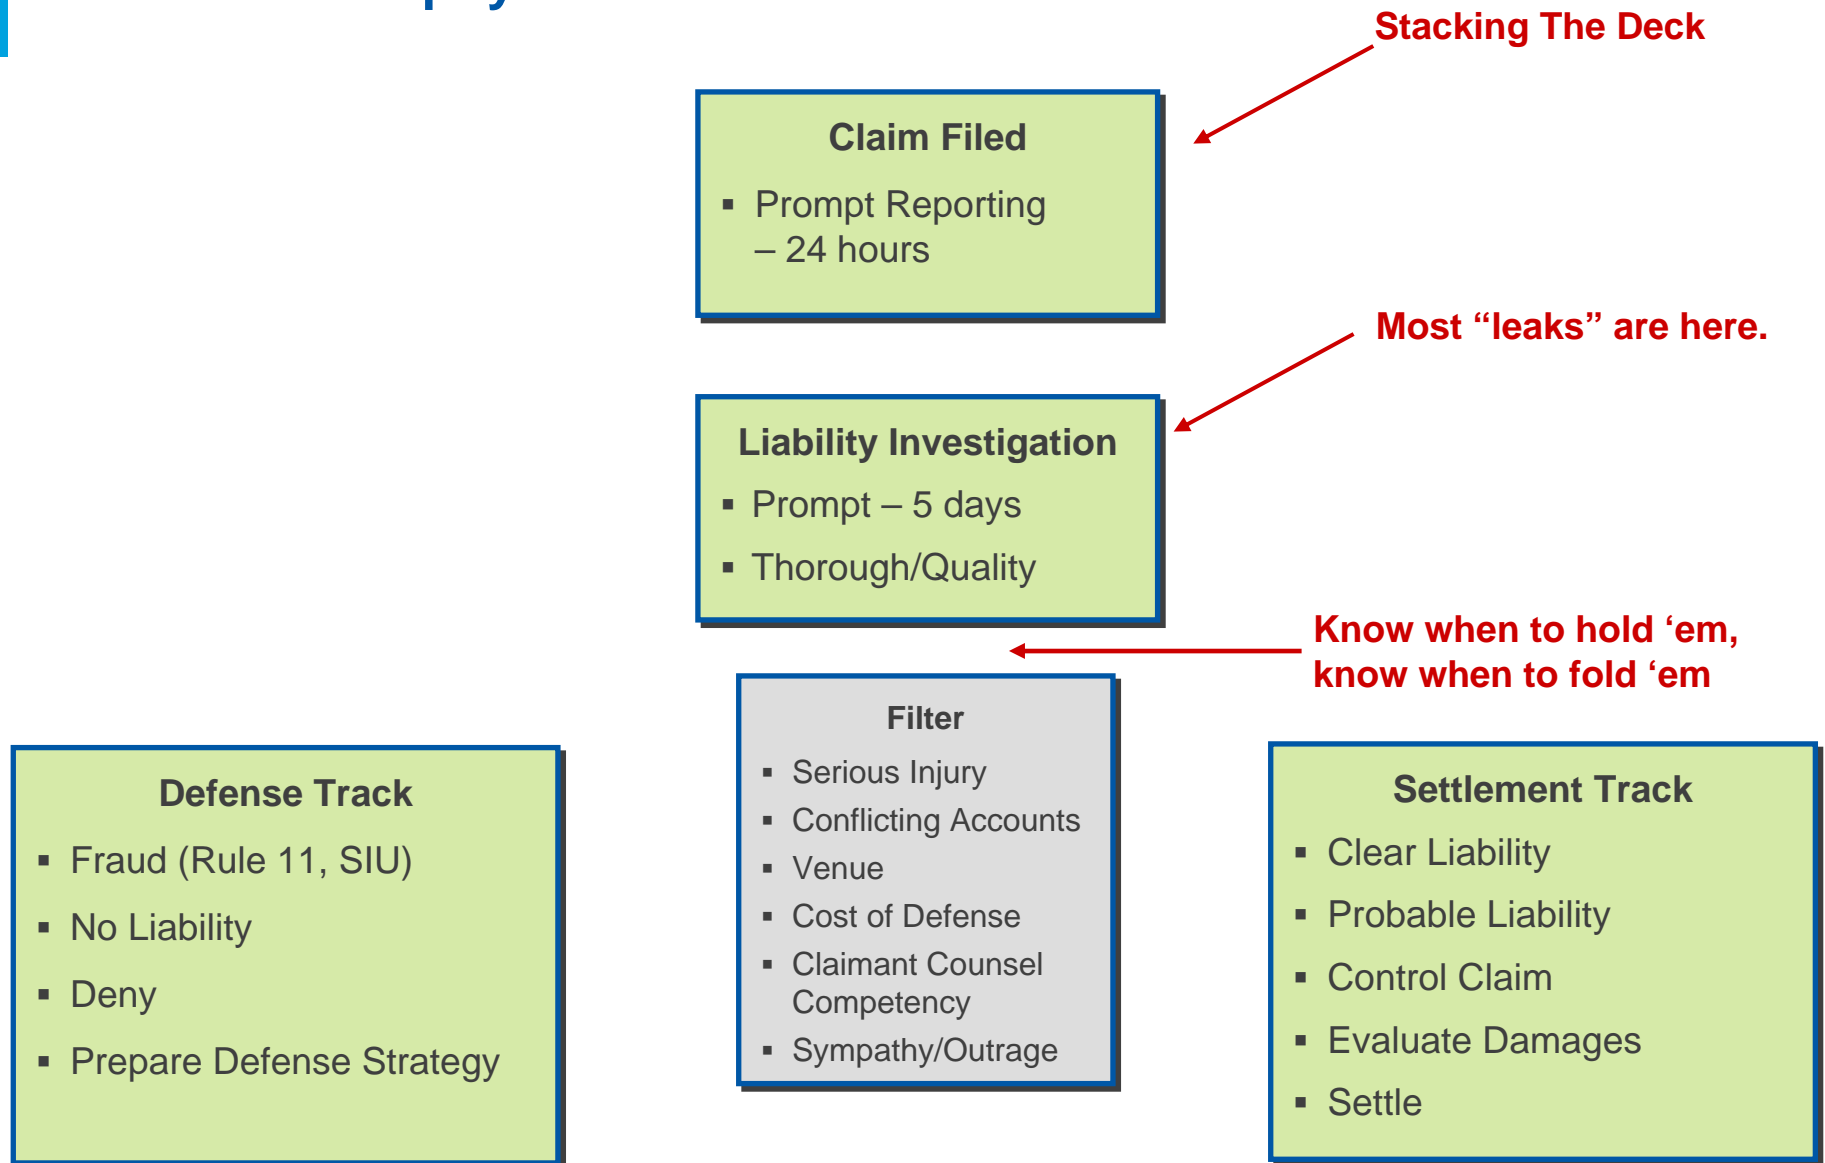 Stacking The Deck
Claim Filed
▪ Prompt Reporting
– 24 hours
Most “leaks” are here.
Liability Investigation
▪ Prompt – 5 days
▪ Thorough/Quality
Know when to hold ‘em,
know when to fold ‘em
Filter
▪ Serious Injury
▪ Conflicting Accounts
▪ Venue
▪ Cost of Defense
▪ Claimant Counsel
Competency
▪ Sympathy/Outrage
Defense Track
▪ Fraud (Rule 11, SIU)
▪ No Liability
▪ Deny
▪ Prepare Defense Strategy
Settlement Track
▪ Clear Liability
▪ Probable Liability
▪ Control Claim
▪ Evaluate Damages
▪ Settle